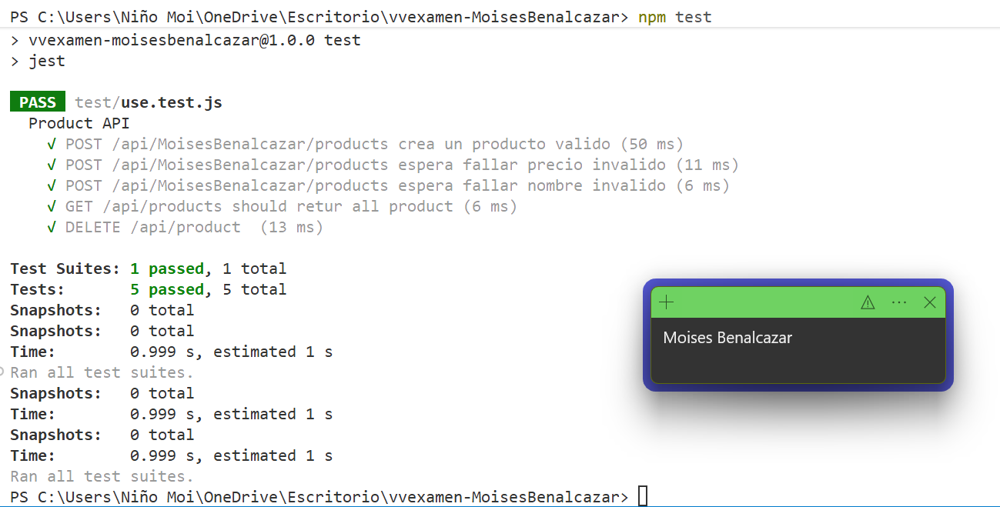 PS C:\Users\Niño Moi\OneDrive\Escritorio\vvexamen-MoisesBenalcazar> npm test
> vvexamen-moisesbenalcazar@1.0.0 test
> jest
PASS test/use.test.js
Product API
√ POST /api/MoisesBenalcazar/products crea un producto valido (50 ms)
√ POST /api/MoisesBenalcazar/products espera fallar precio invalido (11 ms)
√ POST /api/MoisesBenalcazar/products espera fallar nombre invalido (6 ms)
√ GET /api/products should retur all product (6 ms)
√ DELETE /api/product  (13 ms)
Test Suites: 1 passed, 1 total
Tests:       5 passed, 5 total
Snapshots:   0 total
Snapshots:   0 total
Time:        0.999 s, estimated 1 s
Ran all test suites.
Snapshots:   0 total
Time:        0.999 s, estimated 1 s
Snapshots:   0 total
Time:        0.999 s, estimated 1 s
Ran all test suites.
PS C:\Users\Niño Moi\OneDrive\Escritorio\vvexamen-MoisesBenalcazar>
Moises Benalcazar